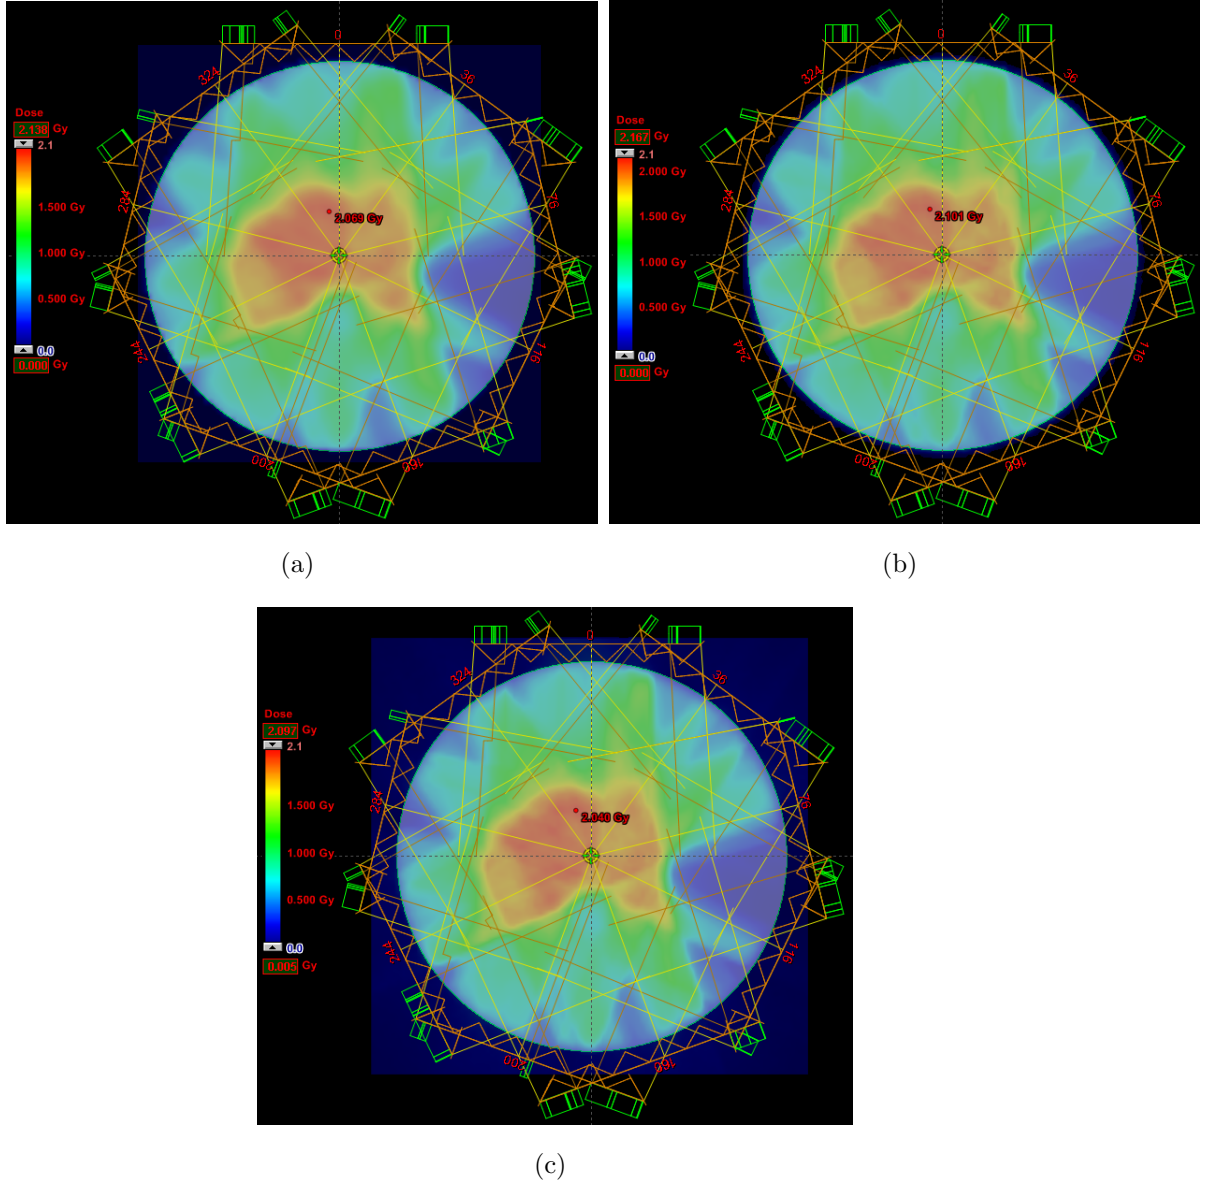 0
324
36
Dose
2.138 Gy
2.1
284
76
1.500 Gy
2.069 Gy
1.000 Gy
0.500 Gy
0.0
0.000 Gy
244
116
200
160
(a)
0
324
36
Dose
2.167 Gy
2.1
2.000 Gy
284
76
1.500 Gy
2.101 Gy
1.000 Gy
0.500 Gy
0.0
0.000 Gy
244
116
200
160
(b)
0
324
36
Dose
2.097 Gy
2.1
284
76
1.500 Gy
2.040 Gy
1.000 Gy
0.500 Gy
0.0
0.005 Gy
244
116
200
160
(c)